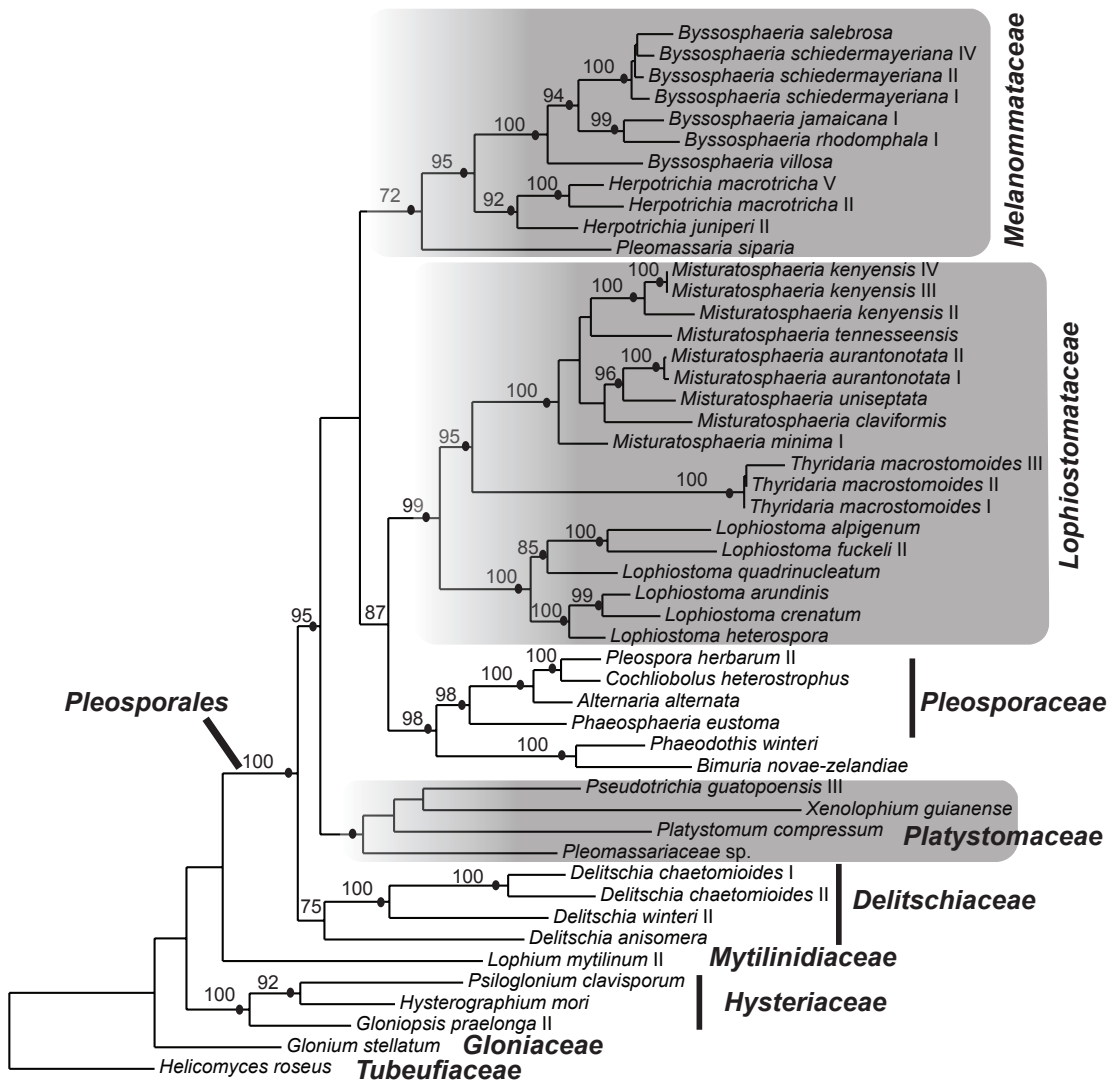 Byssosphaeria salebrosa
Byssosphaeria schiedermayeriana IV
100
Byssosphaeria schiedermayeriana II
94
Byssosphaeria schiedermayeriana I
Byssosphaeria jamaicana I
100
99
Byssosphaeria rhodomphala I
95
Byssosphaeria villosa
100
Herpotrichia macrotricha V
72
92
Herpotrichia macrotricha II
Herpotrichia juniperi II
Pleomassaria siparia
Melanommataceae
100
Misturatosphaeria kenyensis IV
100
Misturatosphaeria kenyensis III
Misturatosphaeria kenyensis II
Misturatosphaeria tennesseensis
100
Misturatosphaeria aurantonotata II
96
Misturatosphaeria aurantonotata I
100
Misturatosphaeria uniseptata
Misturatosphaeria claviformis
95
Misturatosphaeria minima I
Thyridaria macrostomoides III
100
Thyridaria macrostomoides II
Thyridaria macrostomoides I
99
Lophiostoma alpigenum
100
85
Lophiostoma fuckeli II
Lophiostoma quadrinucleatum
100
Lophiostoma arundinis
99
Lophiostoma crenatum
100
Lophiostoma heterospora
Lophiostomataceae
95
87
Pleospora herbarum II
100
Cochliobolus heterostrophus
100
Alternaria alternata
98
Phaeosphaeria eustoma
98
Phaeodothis winteri
100
Bimuria novae-zelandiae
Pleosporaceae
Pleosporales
100
Pseudotrichia guatopoensis III
Xenolophium guianense
Platystomum compressum
Pleomassariaceae sp.
Platystomaceae
Delitschia chaetomioides I
100
100
Delitschia chaetomioides II
75
Delitschia winteri II
Delitschia anisomera
Delitschiaceae
Lophium mytilinum II
Mytilinidiaceae
Psiloglonium clavisporum
92
100
Hysterographium mori
Gloniopsis praelonga II
Hysteriaceae
Glonium stellatum
Gloniaceae
Helicomyces roseus
Tubeufiaceae